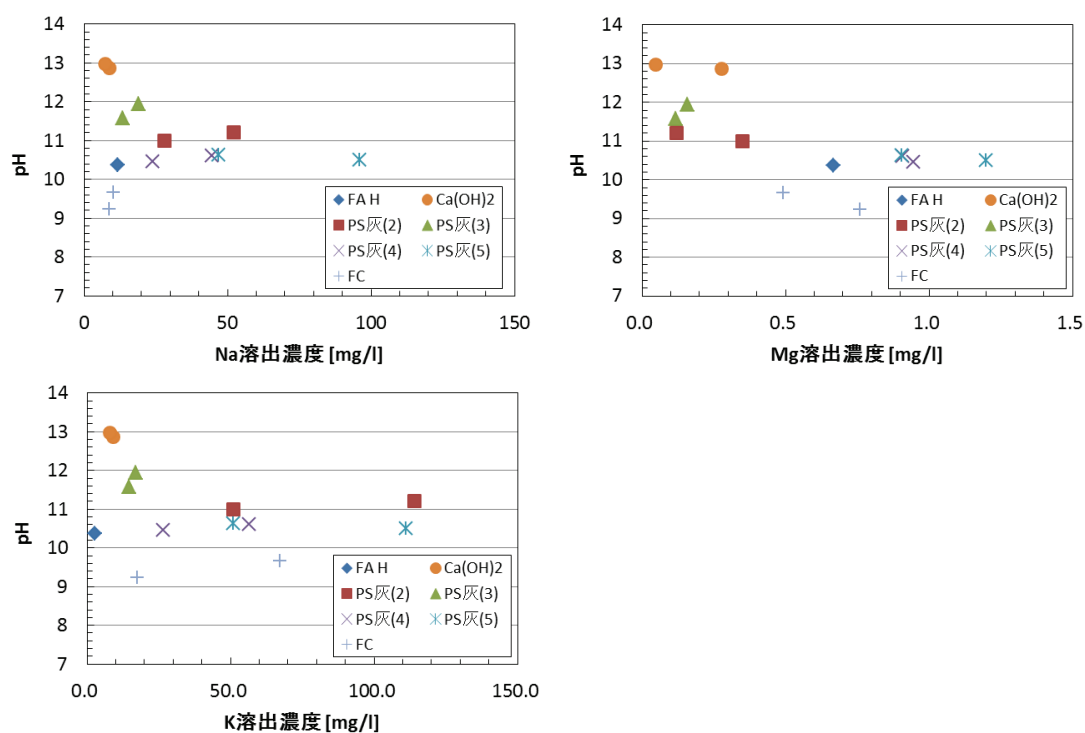 14
13
12
11
10
9
8
7
pH
0
50
100
150
Na溶出濃度 [mg/l]
FA H
Ca(OH)2
PS灰(2)
PS灰(3)
PS灰(4)
PS灰(5)
FC
14
13
12
11
10
9
8
7
pH
0.0
0.5
1.0
1.5
Mg溶出濃度 [mg/l]
FA H
Ca(OH)2
PS灰(2)
PS灰(3)
PS灰(4)
PS灰(5)
FC
14
13
12
11
10
9
8
7
pH
0.0
50.0
100.0
150.0
K溶出濃度 [mg/l]
FA H
Ca(OH)2
PS灰(2)
PS灰(3)
PS灰(4)
PS灰(5)
FC